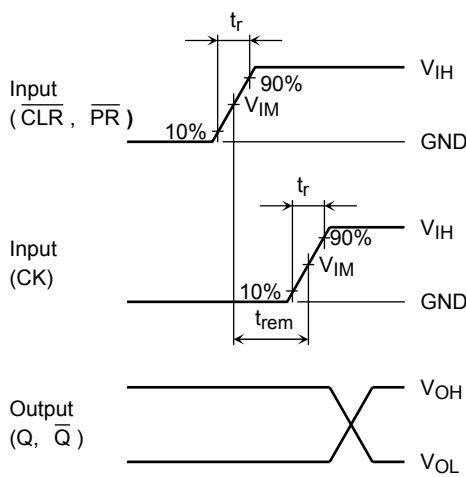 tr
Input
(CLR̅ , PR̅ )
10%
90%
VIM
VIH
GND
tr
Input
(CK)
10%
90%
VIM
VIH
GND
trem
Output
(Q, Q̅ )
VOH
VOL